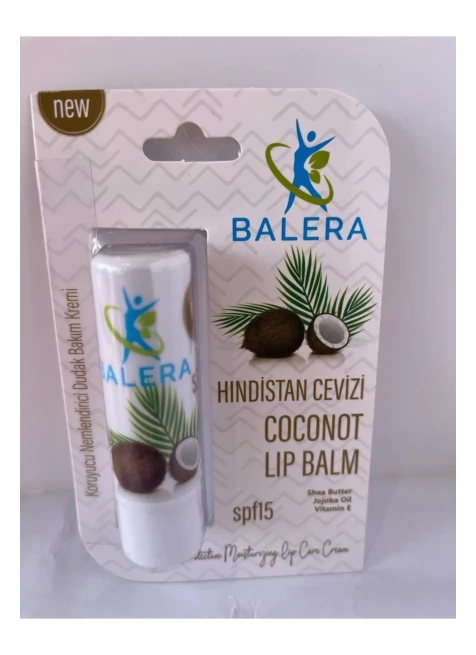 new
BALERA
HINDİSTAN CEVİZİ
COCONOT
LIP BALM
Shea Butter
Jojoba Oil
Vitamin E
spf15
Koruyucu Nemlendirici Dudak Bakım Kremi
BALERA
Moisturizing Lip Care Cream